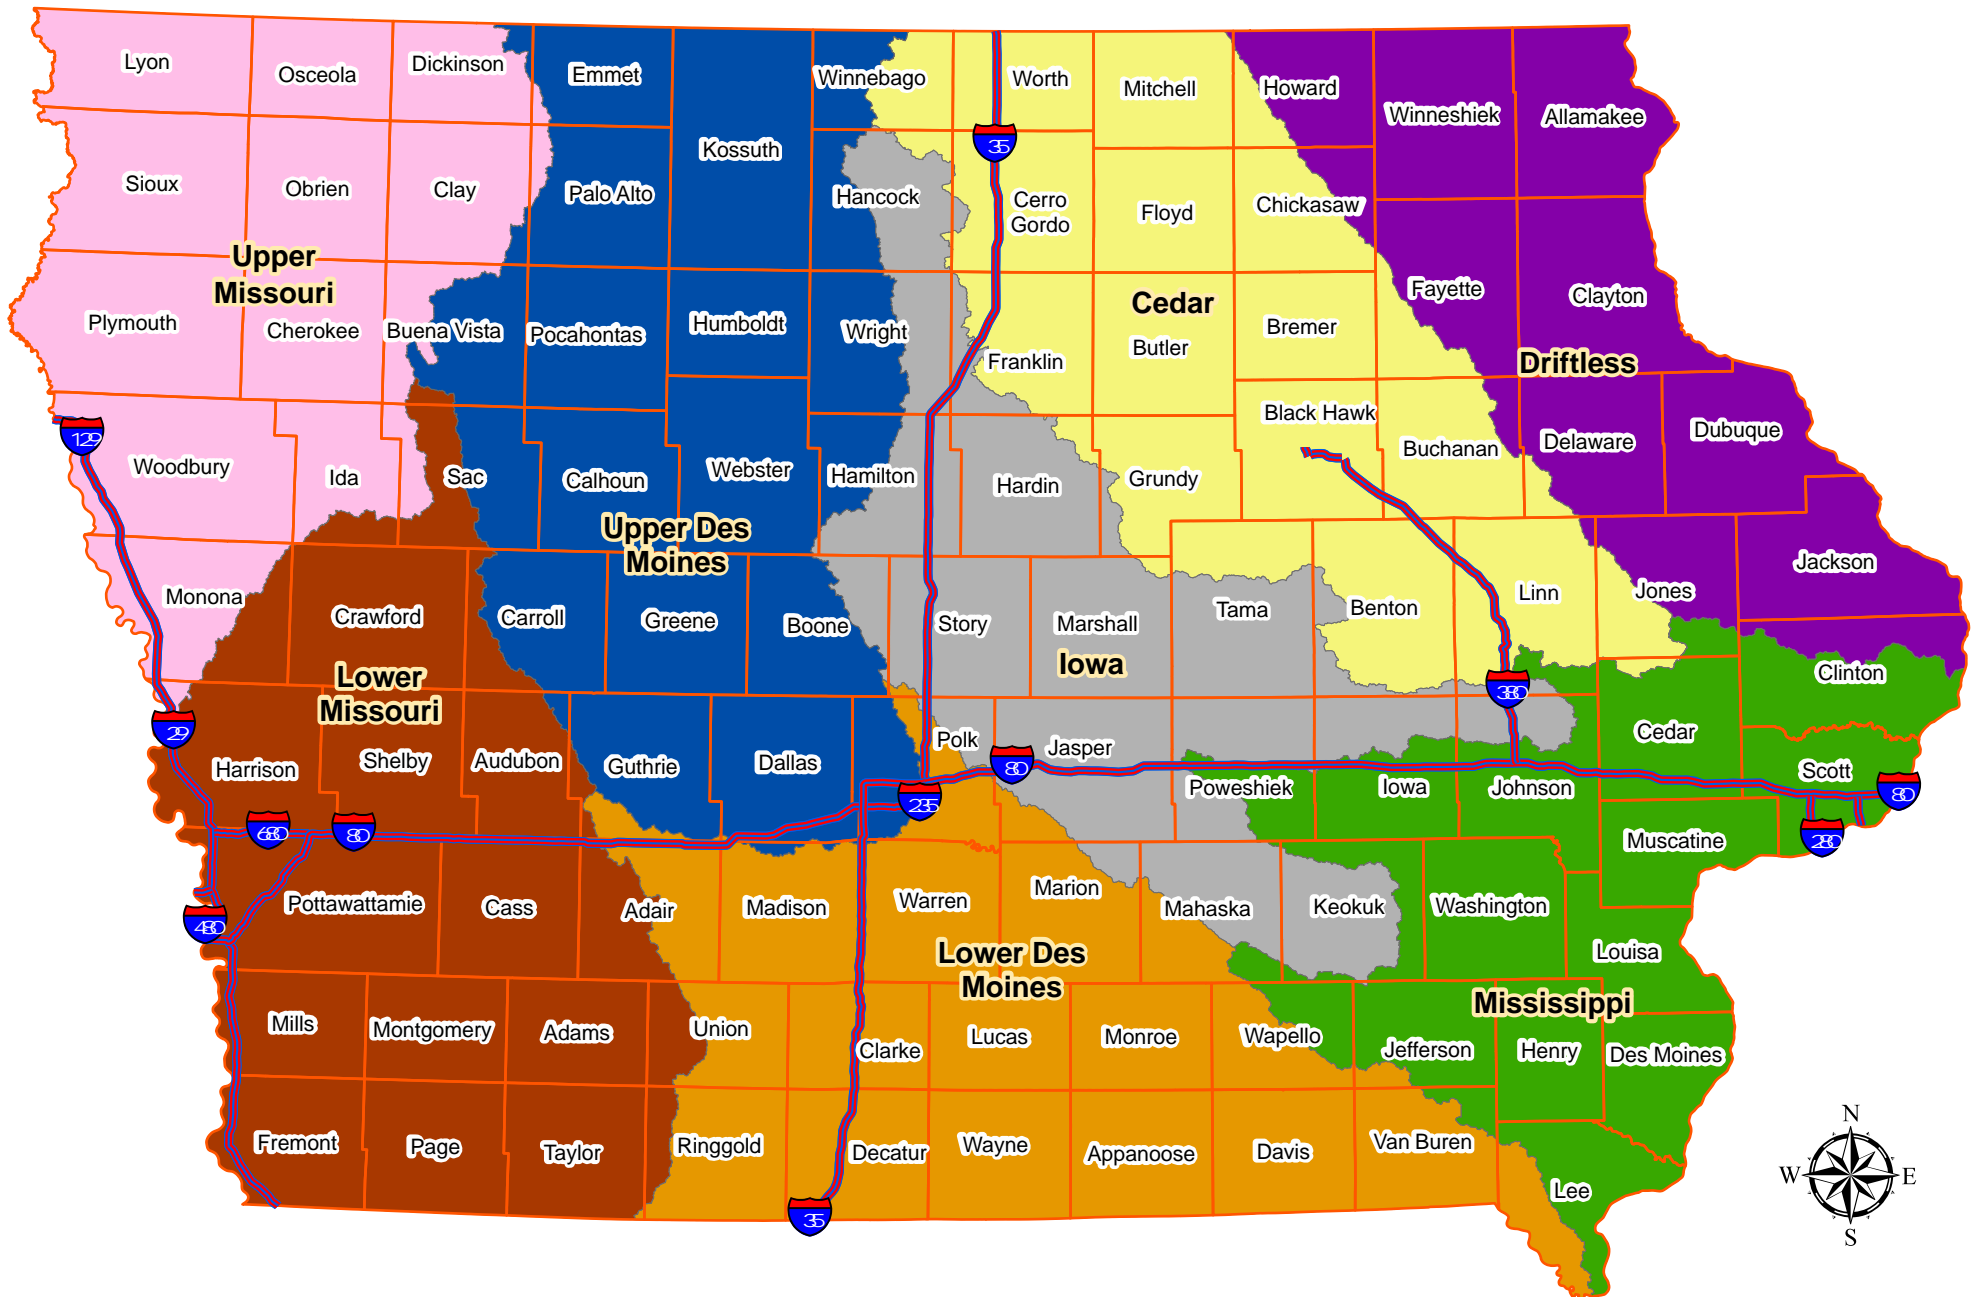 Lyon
Osceola
Dickinson
Emmet
Winnebago
Worth
Mitchell
Howard
Winneshiek
Allamakee
Kossuth
35
Sioux
Obrien
Clay
Palo Alto
Hancock
Cerro
Gordo
Floyd
Chickasaw
Upper
Missouri
Fayette
Clayton
Plymouth
Cherokee
Buena Vista
Pocahontas
Humboldt
Wright
Franklin
Cedar
Butler
Bremer
Driftless
129
Woodbury
Ida
Sac
Calhoun
Webster
Hamilton
Hardin
Grundy
Black Hawk
Buchanan
Delaware
Dubuque
Upper Des
Moines
Monona
Crawford
Carroll
Greene
Boone
Story
Marshall
Tama
Benton
Linn
Jones
Jackson
Iowa
Lower
Missouri
380
Clinton
29
Harrison
Shelby
Audubon
Guthrie
Dallas
Polk
80
Jasper
Poweshiek
Iowa
Johnson
Cedar
Scott
80
235
680
80
Muscatine
280
480
Pottawattamie
Cass
Adair
Madison
Warren
Marion
Mahaska
Keokuk
Washington
Louisa
Lower Des
Moines
Mississippi
Mills
Montgomery
Adams
Union
Clarke
Lucas
Monroe
Wapello
Jefferson
Henry
Des Moines
Fremont
Page
Taylor
Ringgold
Decatur
Wayne
Appanoose
Davis
Van Buren
Lee
35
N
W
E
S